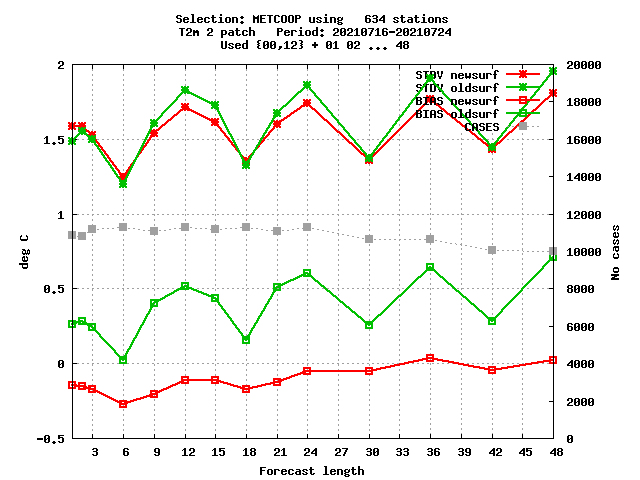 Selection: METCOOP using   634 stations
T2m 2 patch   Period: 20210716-20210724
Used {00,12} + 01 02 ... 48
STDV newsurf
STDV oldsurf
BIAS newsurf
BIAS oldsurf
CASES
2
1.5
1
0.5
0
-0.5
deg C
20000
18000
16000
14000
12000
10000
8000
6000
4000
2000
0
No cases
3 6 9 12 15 18 21 24 27 30 33 36 39 42 45 48
Forecast length